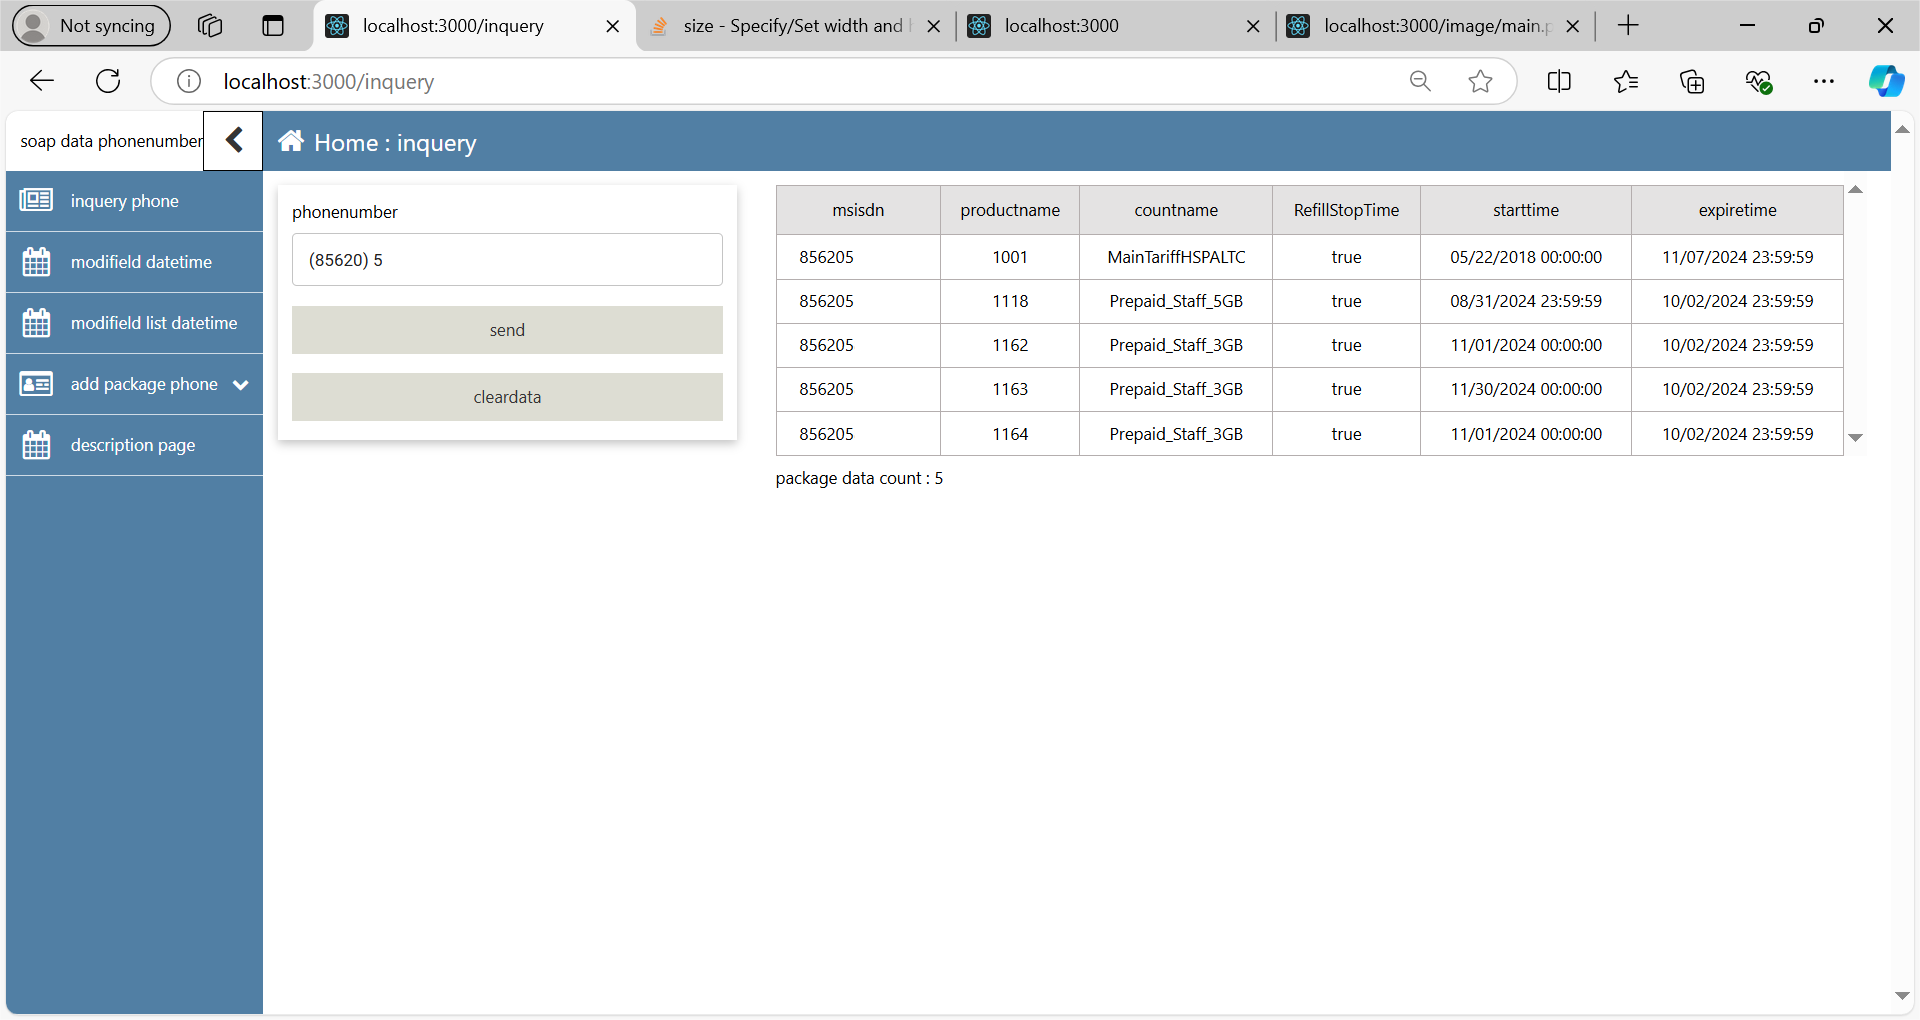 Not syncing
localhost:3000/inquery
size - Specify/Set width and
localhost:3000
localhost:3000/image/main.p
localhost:3000/inquery
soap data phonenumber
Home : inquery
inquery phone
modifield datetime
modifield list datetime
add package phone
description page
phonenumber
(85620) 5
send
cleardata
msisdn productname countname RefillStopTime starttime expiretime
856205 1001 MainTariffHSPALTC true 05/22/2018 00:00:00 11/07/2024 23:59:59
856205 1118 Prepaid_Staff_5GB true 08/31/2024 23:59:59 10/02/2024 23:59:59
856205 1162 Prepaid_Staff_3GB true 11/01/2024 00:00:00 10/02/2024 23:59:59
856205 1163 Prepaid_Staff_3GB true 11/30/2024 00:00:00 10/02/2024 23:59:59
856205 1164 Prepaid_Staff_3GB true 11/01/2024 00:00:00 10/02/2024 23:59:59
package data count : 5